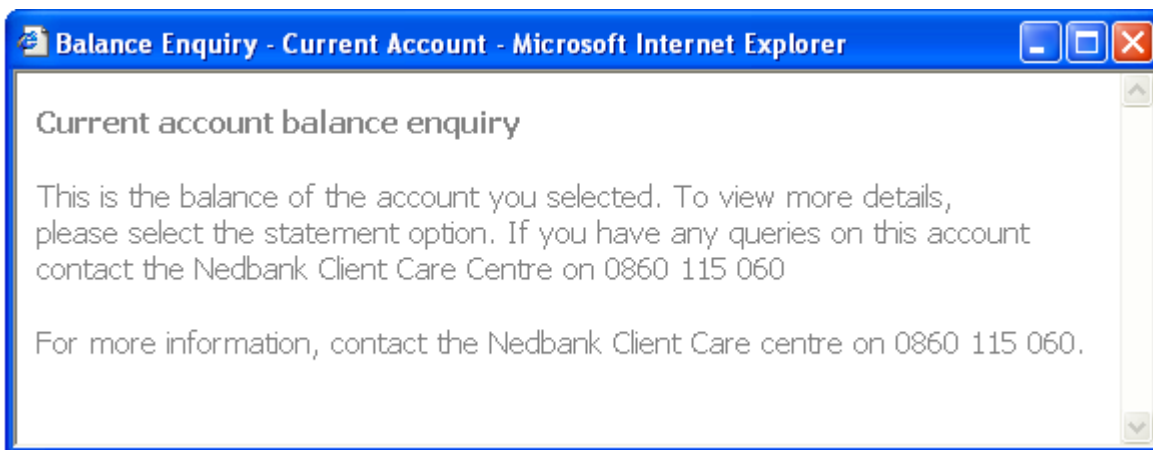 Balance Enquiry - Current Account - Microsoft Internet Explorer
Current account balance enquiry
This is the balance of the account you selected. To view more details,
please select the statement option. If you have any queries on this account
contact the Nedbank Client Care Centre on 0860 115 060
For more information, contact the Nedbank Client Care centre on 0860 115 060.